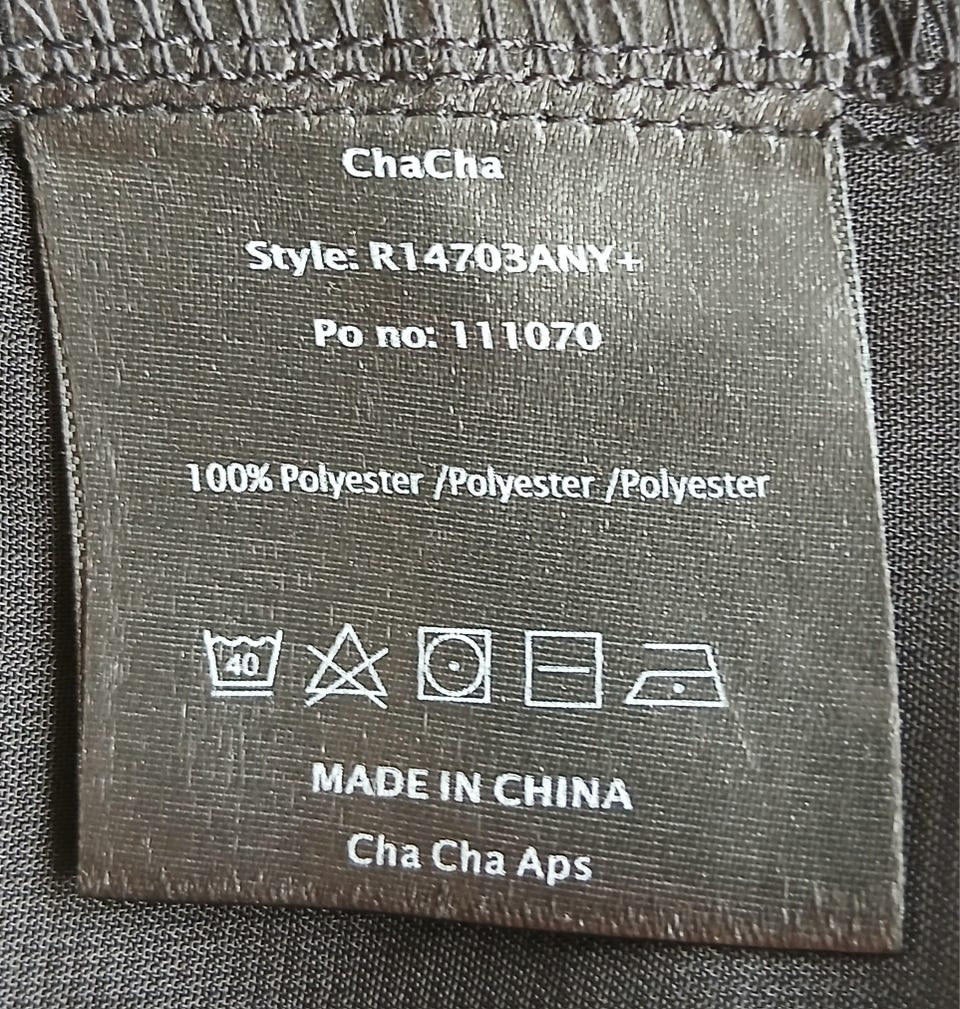 ChaCha
Style: R14703ANY+
Po no: 111070
100% Polyester /Polyester /Polyester
40
MADE IN CHINA
Cha Cha Aps